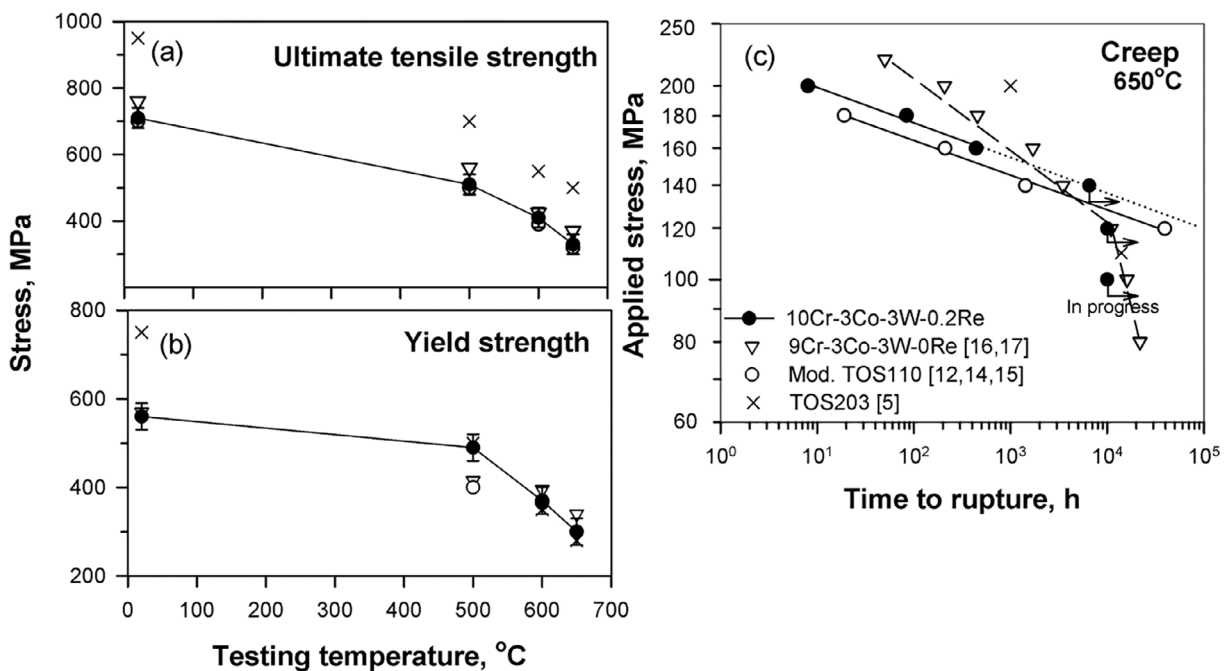 1000
800
600
400
Stress, MPa
(a)
Ultimate tensile strength
800
600
400
200
(b)
Yield strength
0 100 200 300 400 500 600 700
Testing temperature, °C
250
200
180
160
140
120
100
80
60
Applied stress, MPa
(c)
Creep
650°C
In progress
10Cr-3Co-3W-0.2Re
9Cr-3Co-3W-0Re [16,17]
Mod. TOS110 [12,14,15]
TOS203 [5]
10⁰ 10¹ 10² 10³ 10⁴ 10⁵
Time to rupture, h